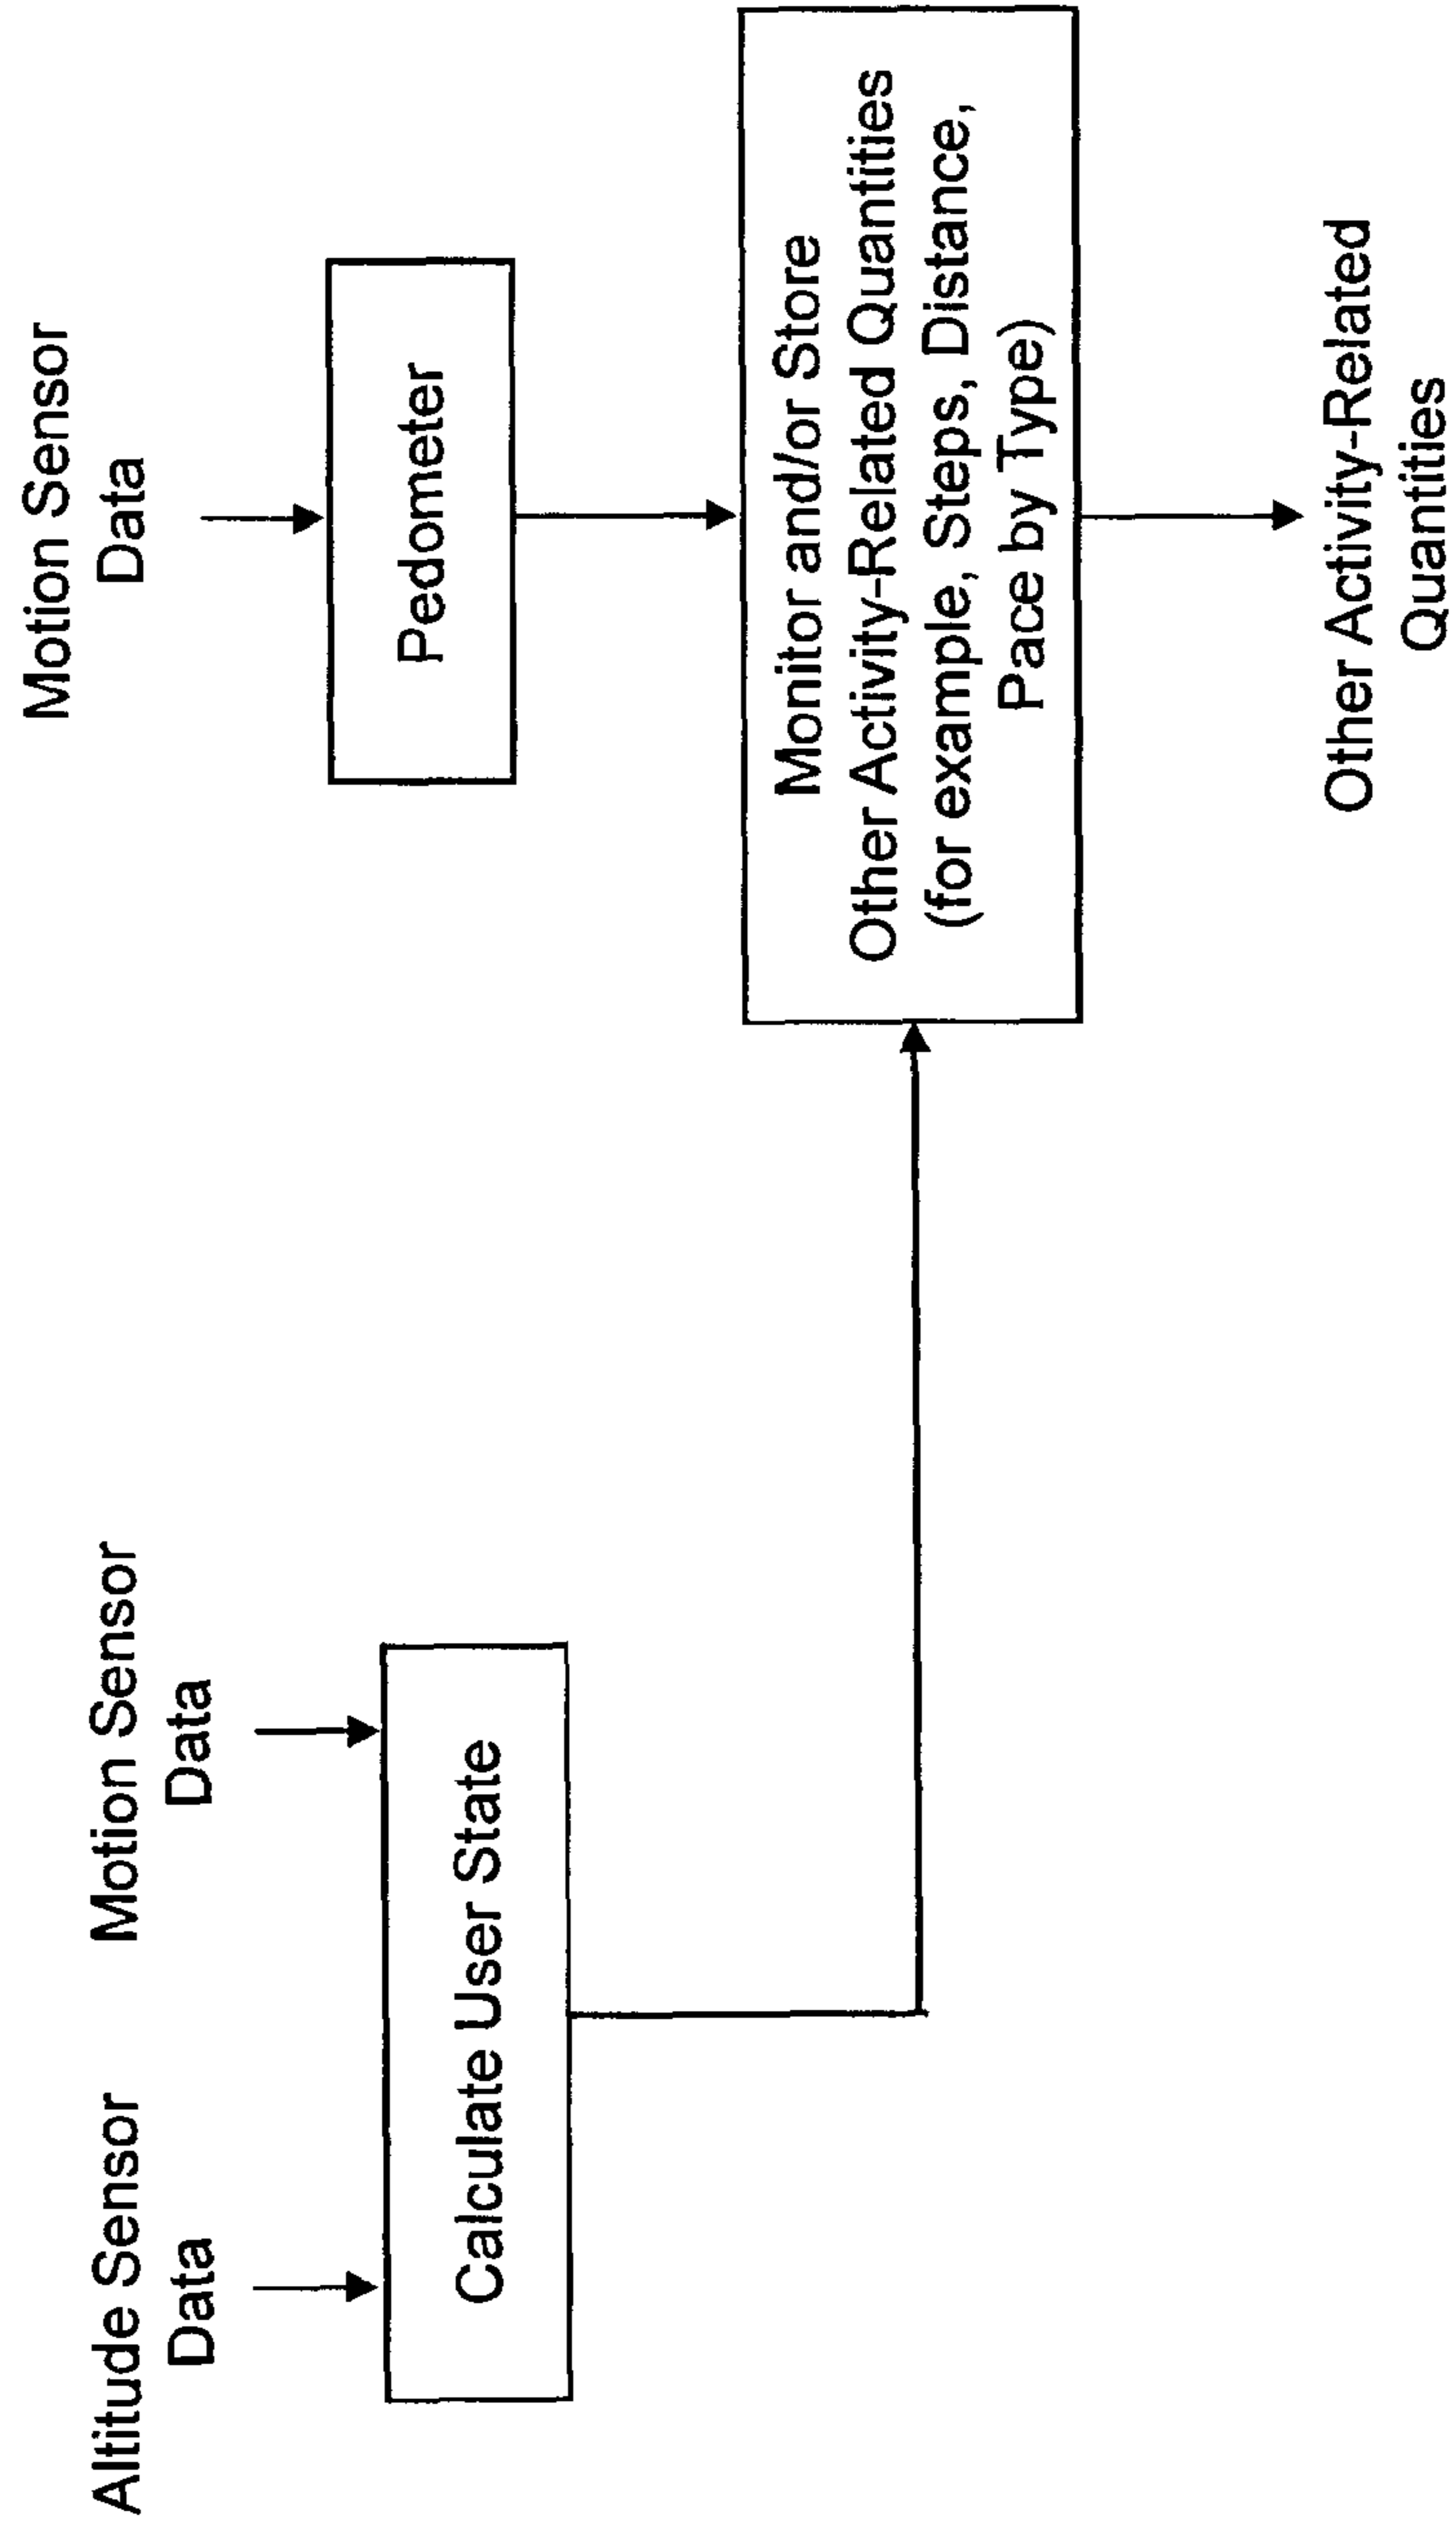 Altitude Sensor
Data
Motion Sensor
Data
Calculate User State
Motion Sensor
Data
Pedometer
Monitor and/or Store
Other Activity-Related Quantities
(for example, Steps, Distance,
Pace by Type)
Other Activity-Related
Quantities